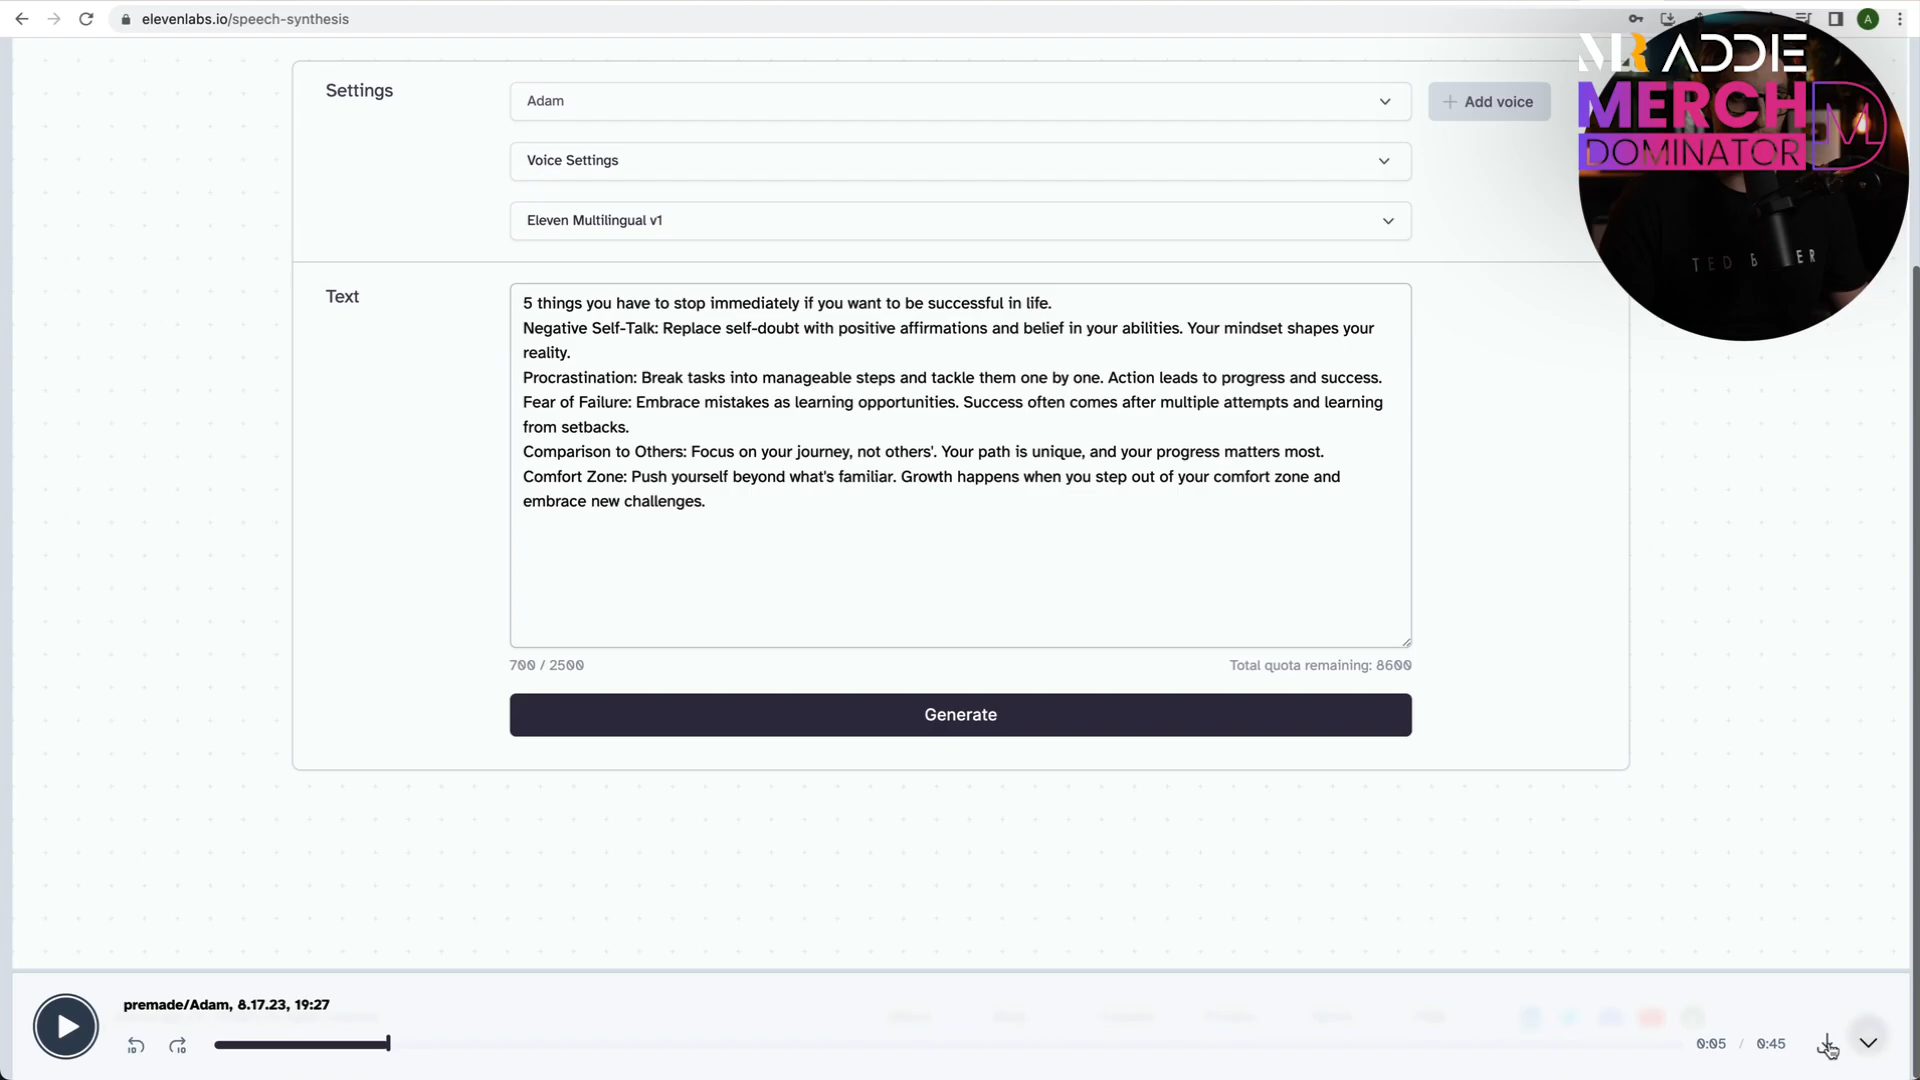 elevenlabs.io/speech-synthesis
A
MR ADDIE
MERCH
DOMINATOR
TED BAKER
Settings
Adam
Add voice
Voice Settings
Eleven Multilingual v1
Text
5 things you have to stop immediately if you want to be successful in life.
Negative Self-Talk: Replace self-doubt with positive affirmations and belief in your abilities. Your mindset shapes your
reality.
Procrastination: Break tasks into manageable steps and tackle them one by one. Action leads to progress and success.
Fear of Failure: Embrace mistakes as learning opportunities. Success often comes after multiple attempts and learning
from setbacks.
Comparison to Others: Focus on your journey, not others'. Your path is unique, and your progress matters most.
Comfort Zone: Push yourself beyond what's familiar. Growth happens when you step out of your comfort zone and
embrace new challenges.
700 / 2500
Total quota remaining: 8600
Generate
premade/Adam, 8.17.23, 19:27
10
10
0:05 / 0:45